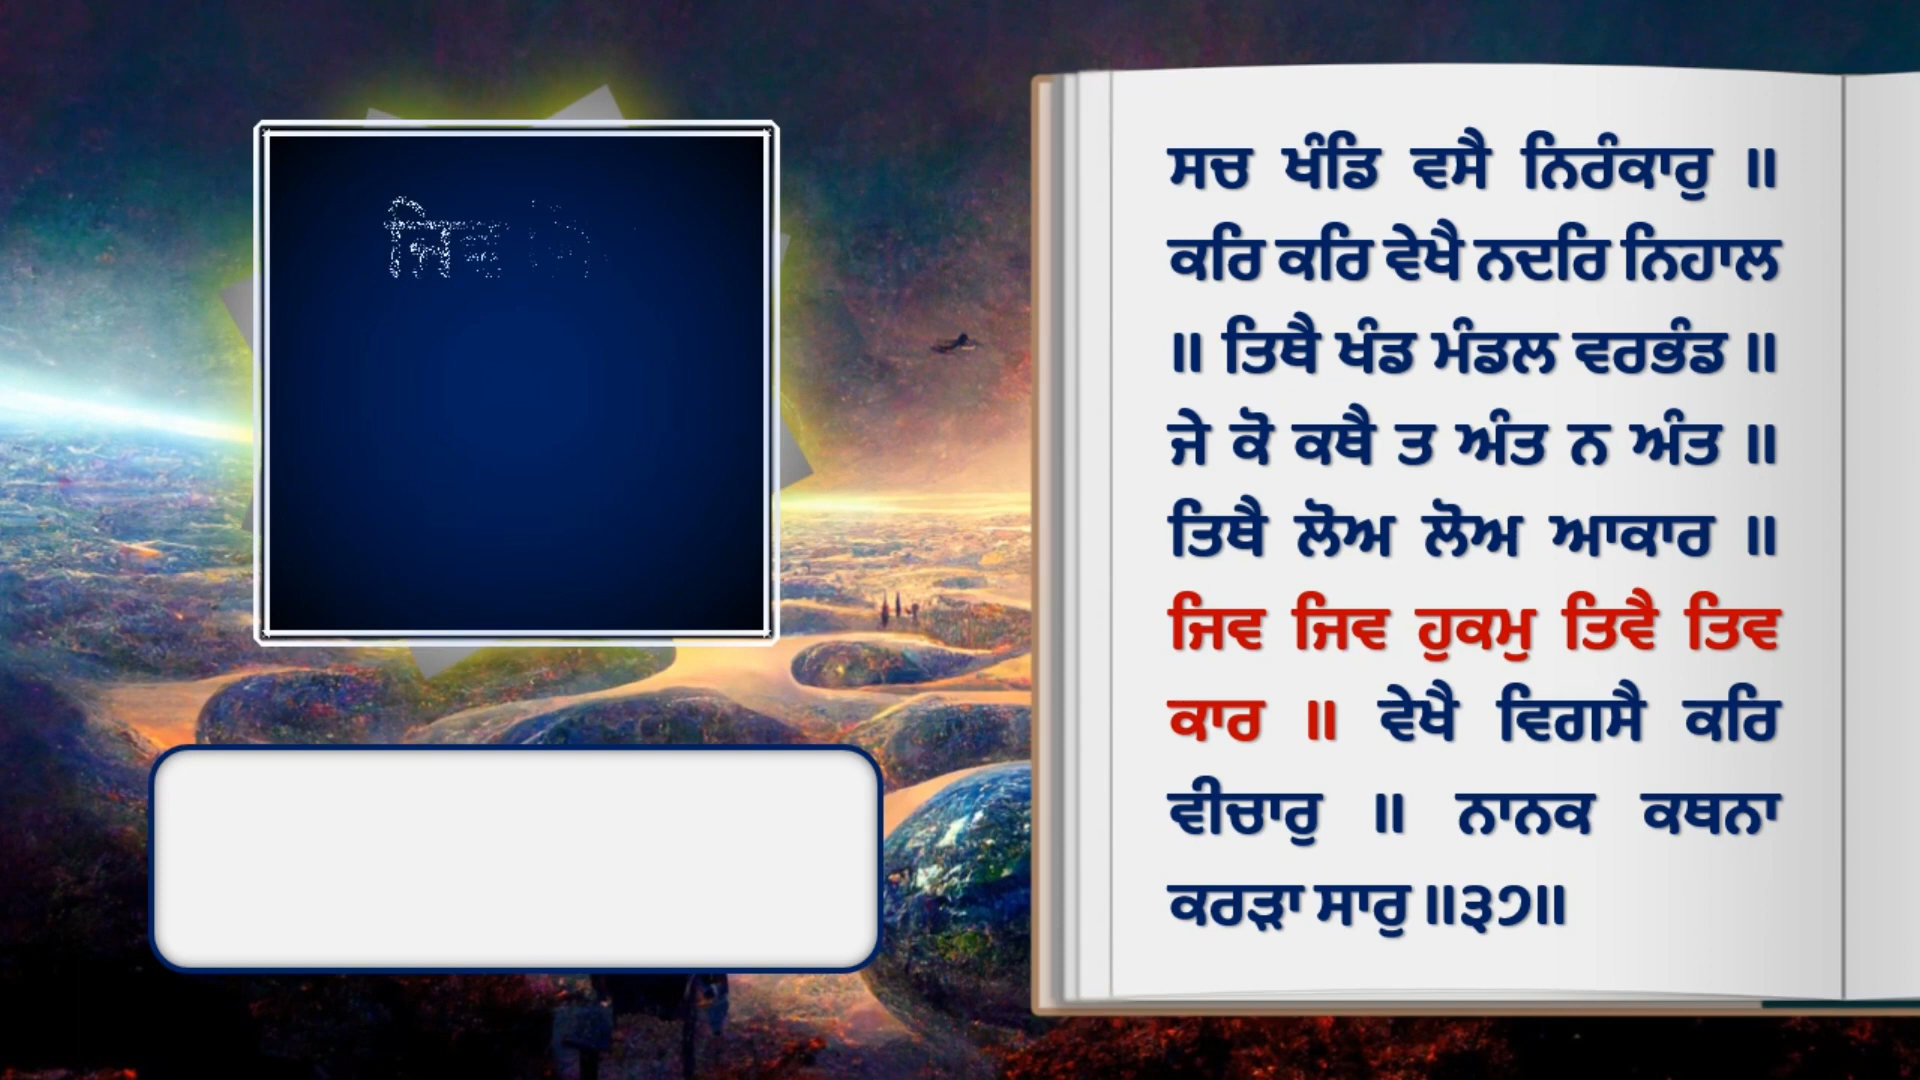 ਜਿਵ
ਸਚ ਖੰਡਿ ਵਸੈ ਨਿਰੰਕਾਰੁ ॥
ਕਰਿ ਕਰਿ ਵੇਖੈ ਨਦਰਿ ਨਿਹਾਲ
॥ ਤਿਥੈ ਖੰਡ ਮੰਡਲ ਵਰਭੰਡ ॥
ਜੇ ਕੋ ਕਥੈ ਤ ਅੰਤ ਨ ਅੰਤ ॥
ਤਿਥੈ ਲੋਅ ਲੋਅ ਆਕਾਰ ॥
ਜਿਵ ਜਿਵ ਹੁਕਮੁ ਤਿਵੈ ਤਿਵ
ਕਾਰ ॥ ਵੇਖੈ ਵਿਗਸੈ ਕਰਿ
ਵੀਚਾਰੁ ॥ ਨਾਨਕ ਕਥਨਾ
ਕਰੜਾ ਸਾਰੁ ॥੩੭॥